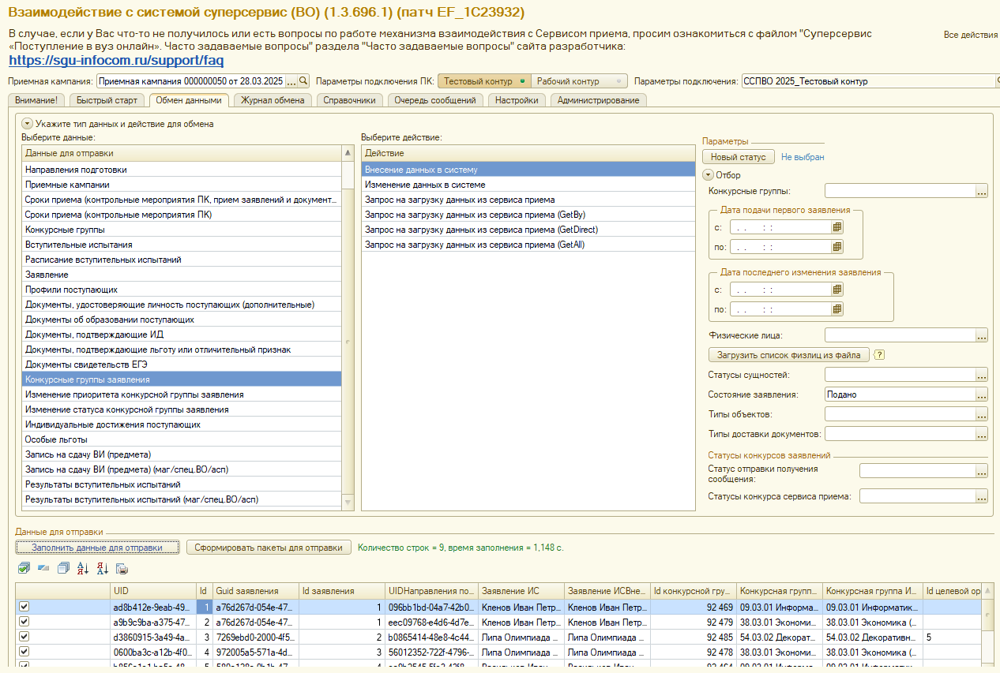 Взаимодействие с системой суперсервис (ВО) (1.3.696.1) (патч EF_1C23932)
В случае, если у Вас что-то не получилось или есть вопросы по работе механизма взаимодействия с Сервисом приема, просим ознакомиться с файлом "Суперсервис
«Поступление в вуз онлайн». Часто задаваемые вопросы" раздела "Часто задаваемые вопросы" сайта разработчика:
https://sgu-infocom.ru/support/faq
Все действия
Приемная кампания: Приемная кампания 000000050 от 28.03.2025 ... Параметры подключения ПК: Тестовый контур Рабочий контур Параметры подключения: ССПВО 2025_Тестовый контур
Внимание! Быстрый старт Обмен данными Журнал обмена Справочники Очередь сообщений Настройки Администрирование
Укажите тип данных и действие для обмена
Выберите данные:
Данные для отправки
Направления подготовки
Приемные кампании
Сроки приема (контрольные мероприятия ПК, прием заявлений и документ...
Сроки приема (контрольные мероприятия ПК)
Конкурсные группы
Вступительные испытания
Расписание вступительных испытаний
Заявление
Профили поступающих
Документы, удостоверяющие личность поступающих (дополнительные)
Документы об образовании поступающих
Документы, подтверждающие ИД
Документы, подтверждающие льготу или отличительный признак
Документы свидетельств ЕГЭ
Конкурсные группы заявления
Изменение приоритета конкурсной группы заявления
Изменение статуса конкурсной группы заявления
Индивидуальные достижения поступающих
Особые льготы
Запись на сдачу ВИ (предмета)
Запись на сдачу ВИ (предмета) (маг/спец.ВО/асп)
Результаты вступительных испытаний
Результаты вступительных испытаний (маг/спец.ВО/асп)
Выберите действие:
Действие
Внесение данных в систему
Изменение данных в системе
Запрос на загрузку данных из сервиса приема
Запрос на загрузку данных из сервиса приема (GetBy)
Запрос на загрузку данных из сервиса приема (GetDirect)
Запрос на загрузку данных из сервиса приема (GetAll)
Параметры
Новый статус Не выбран
Отбор
Конкурсные группы: ...
Дата подачи первого заявления
с: . . : :
по: . . : :
Дата последнего изменения заявления
с: . . : :
по: . . : :
Физические лица: ...
Загрузить список физлиц из файла ?
Статусы сущностей: ...
Состояние заявления: Подано ...
Типы объектов: ...
Типы доставки документов: ...
Статусы конкурсов заявлений
Статус отправки получения
сообщения: ...
Статусы конкурса сервиса приема: ...
Данные для отправки
Заполнить данные для отправки Сформировать пакеты для отправки Количество строк = 9, время заполнения = 1,148 с.
UID Id Guid заявления Id заявления UIDНаправления по... Заявление ИС Заявление ИСВне... Id конкурсной гру... Конкурсная групп... Конкурсная группа И... Id целевой ор
ad8b412e-9eab-49... 1 a76d267d-054e-47... 1 096bb1bd-04a7-42b0... Кленов Иван Петр... Кленов Иван Петр... 92 469 09.03.01 Информа... 09.03.01 Информатик...
a9b9c9ba-a375-47... 2 a76d267d-054e-47... 1 eec09768-e4d6-4d7e... Кленов Иван Петр... Кленов Иван Петр... 92 479 38.03.01 Экономи... 38.03.01 Экономика (...
d3860915-3a49-4a... 3 7269ebd0-2000-4f5... 2 b0865414-48e8-4c44... Липа Олимпиада ... Липа Олимпиада ... 92 485 54.03.02 Декорат... 54.03.02 Декоративн... 5
0600ba3c-a12b-4f0... 4 972005a5-571a-4d... 3 56012352-722f-4796-... Липа Олимпиада ... Липа Олимпиада ... 92 478 38.03.01 Экономи... 38.03.01 Экономика (...